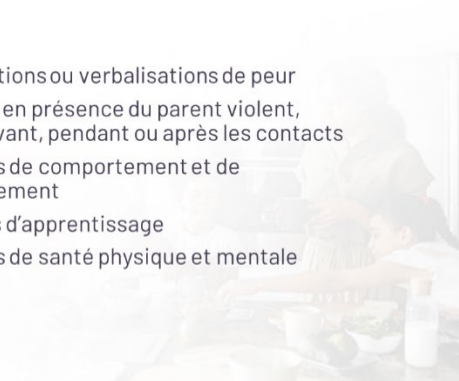 tions ou verbalisations de peur
en présence du parent violent,
vant, pendant ou après les contacts
s de comportement et de
ement
s d’apprentissage
s de santé physique et mentale